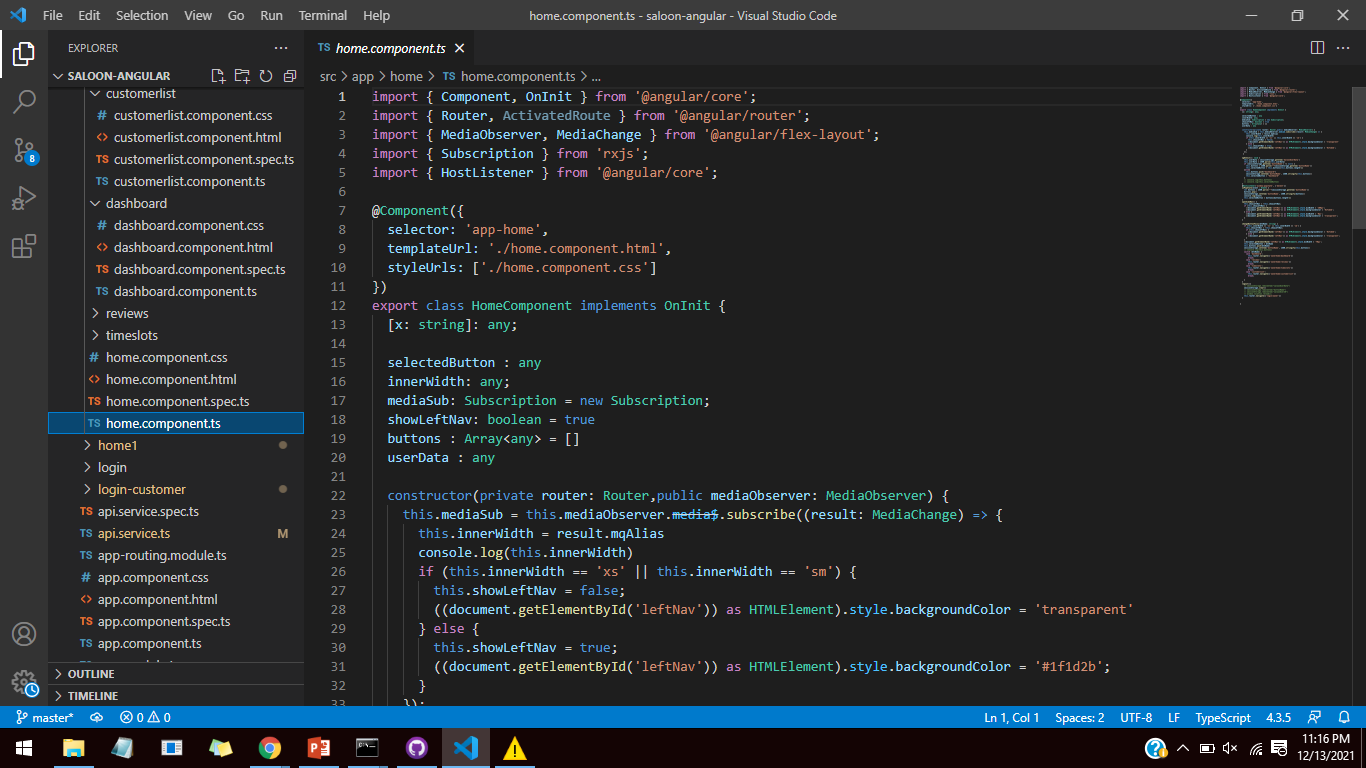 File Edit Selection View Go Run Terminal Help
home.component.ts - saloon-angular - Visual Studio Code
EXPLORER
SALOON-ANGULAR
customerlist
# customerlist.component.css
<> customerlist.component.html
TS customerlist.component.spec.ts
TS customerlist.component.ts
dashboard
# dashboard.component.css
<> dashboard.component.html
TS dashboard.component.spec.ts
TS dashboard.component.ts
reviews
timeslots
# home.component.css
<> home.component.html
TS home.component.spec.ts
TS home.component.ts
home1
login
login-customer
TS api.service.spec.ts
TS api.service.ts M
TS app-routing.module.ts
# app.component.css
<> app.component.html
TS app.component.spec.ts
TS app.component.ts
OUTLINE
TIMELINE
8
TS home.component.ts
src > app > home > TS home.component.ts > ...
1 import { Component, OnInit } from '@angular/core';
2 import { Router, ActivatedRoute } from '@angular/router';
3 import { MediaObserver, MediaChange } from '@angular/flex-layout';
4 import { Subscription } from 'rxjs';
5 import { HostListener } from '@angular/core';
6
7 @Component({
8 selector: 'app-home',
9 templateUrl: './home.component.html',
10 styleUrls: ['./home.component.css']
11 })
12 export class HomeComponent implements OnInit {
13 [x: string]: any;
14
15 selectedButton : any
16 innerWidth: any;
17 mediaSub: Subscription = new Subscription;
18 showLeftNav: boolean = true
19 buttons : Array<any> = []
20 userData : any
21
22 constructor(private router: Router,public mediaObserver: MediaObserver) {
23 this.mediaSub = this.mediaObserver.media$.subscribe((result: MediaChange) => {
24 this.innerWidth = result.mqAlias
25 console.log(this.innerWidth)
26 if (this.innerWidth == 'xs' || this.innerWidth == 'sm') {
27 this.showLeftNav = false;
28 ((document.getElementById('leftNav')) as HTMLElement).style.backgroundColor = 'transparent'
29 } else {
30 this.showLeftNav = true;
31 ((document.getElementById('leftNav')) as HTMLElement).style.backgroundColor = '#1f1d2b';
32 }
33 });
master* 0 0 Ln 1, Col 1 Spaces: 2 UTF-8 LF TypeScript 4.3.5
11:16 PM
12/13/2021